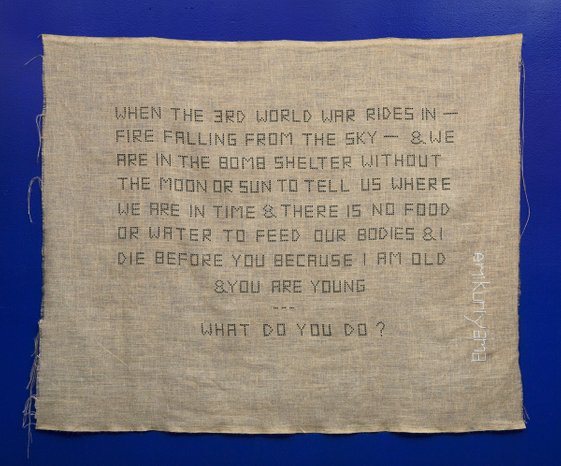 WHEN THE 3RD WORLD WAR RIDES IN —
FIRE FALLING FROM THE SKY — & WE
ARE IN THE BOMB SHELTER WITHOUT
THE MOON OR SUN TO TELL US WHERE
WE ARE IN TIME & THERE IS NO FOOD
OR WATER TO FEED OUR BODIES & I
DIE BEFORE YOU BECAUSE I AM OLD
& YOU ARE YOUNG
---
WHAT DO YOU DO ?